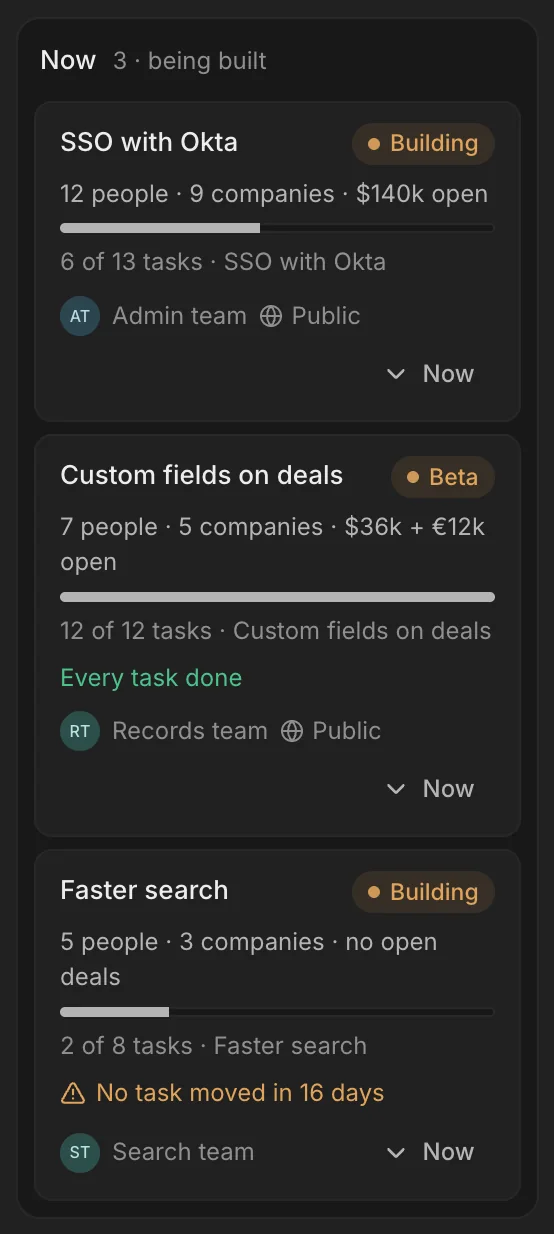 Now 3 · being built
SSO with Okta
Building
12 people · 9 companies · $140k open
6 of 13 tasks · SSO with Okta
AT Admin team Public
Now
Custom fields on deals
Beta
7 people · 5 companies · $36k + €12k
open
12 of 12 tasks · Custom fields on deals
Every task done
RT Records team Public
Now
Faster search
Building
5 people · 3 companies · no open
deals
2 of 8 tasks · Faster search
No task moved in 16 days
ST Search team
Now